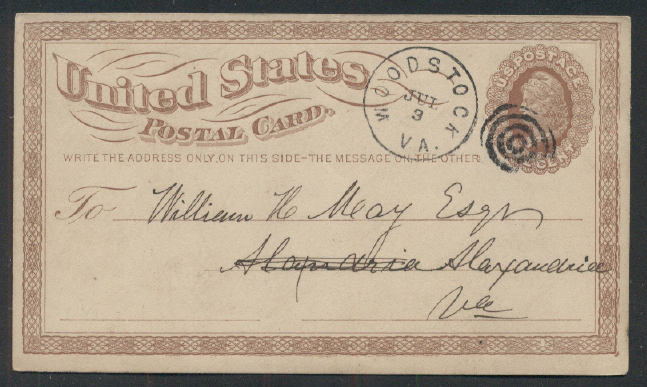 United States
Postal Card.
WOODSTOCK
JUL
3
VA.
U.S. POSTAGE
WRITE THE ADDRESS ONLY, ON THIS SIDE-THE MESSAGE ON THE OTHER
To William H May Esqr
Alexandria Alexandria
Va